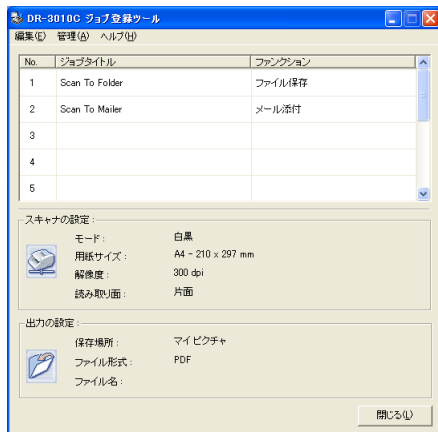 DR-3010C ジョブ登録ツール
編集(E) 管理(A) ヘルプ(H)
No. ジョブタイトル ファンクション
1 Scan To Folder ファイル保存
2 Scan To Mailer メール添付
3
4
5
スキャナの設定:
モード: 白黒
用紙サイズ: A4 - 210 x 297 mm
解像度: 300 dpi
読み取り面: 片面
出力の設定:
保存場所: マイ ピクチャ
ファイル形式: PDF
ファイル名:
閉じる(L)